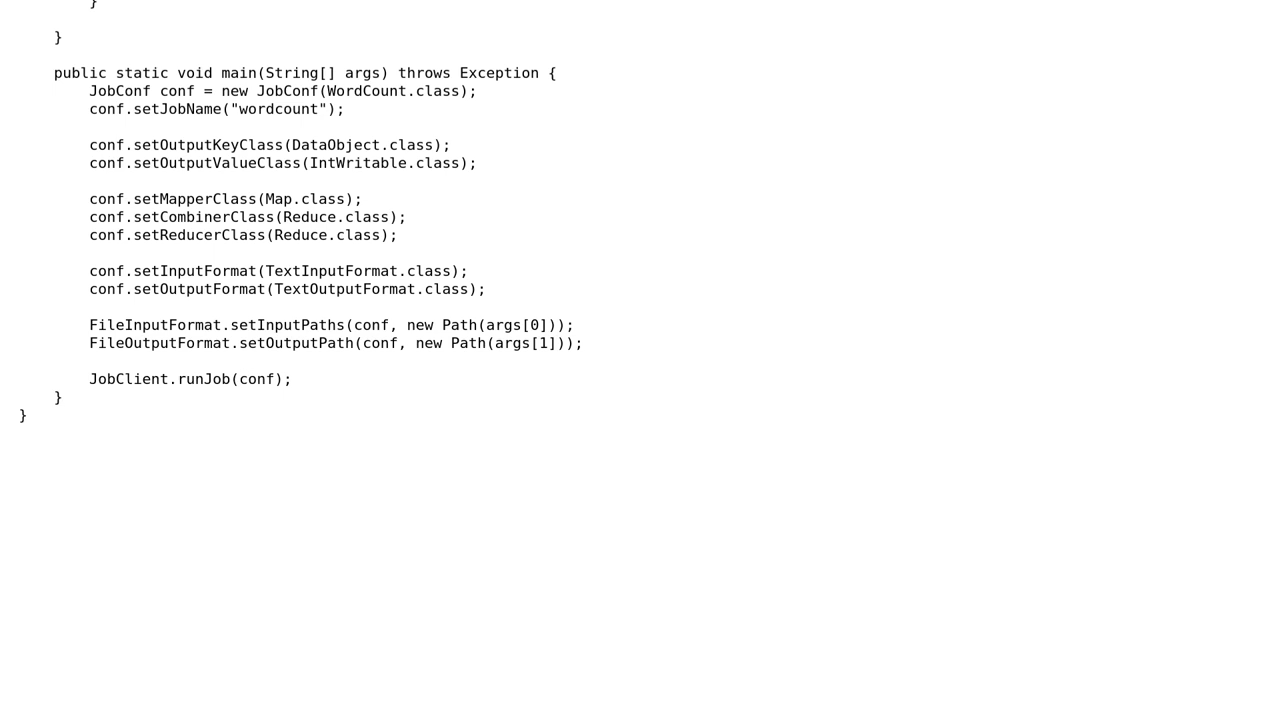 }

    }

    public static void main(String[] args) throws Exception {
        JobConf conf = new JobConf(WordCount.class);
        conf.setJobName("wordcount");

        conf.setOutputKeyClass(DataObject.class);
        conf.setOutputValueClass(IntWritable.class);

        conf.setMapperClass(Map.class);
        conf.setCombinerClass(Reduce.class);
        conf.setReducerClass(Reduce.class);

        conf.setInputFormat(TextInputFormat.class);
        conf.setOutputFormat(TextOutputFormat.class);

        FileInputFormat.setInputPaths(conf, new Path(args[0]));
        FileOutputFormat.setOutputPath(conf, new Path(args[1]));

        JobClient.runJob(conf);
    }
}